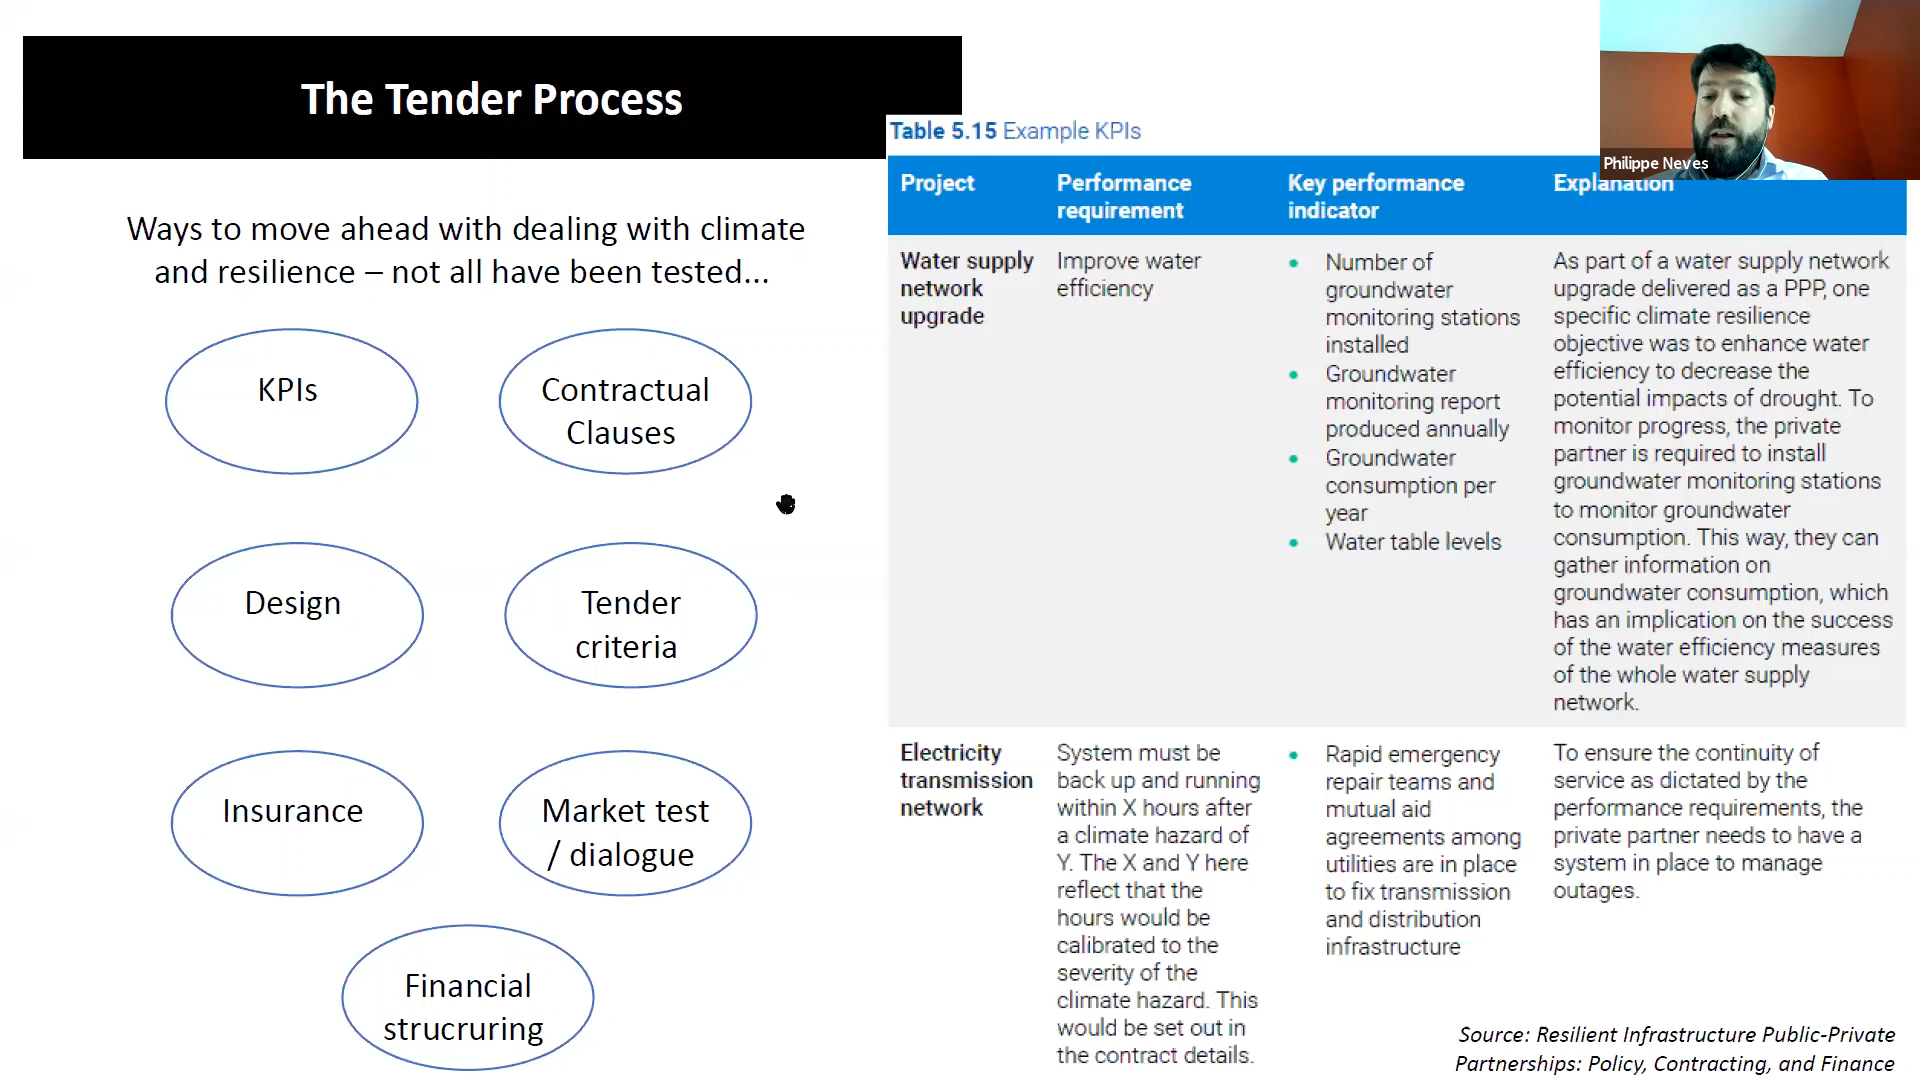 The Tender Process
Ways to move ahead with dealing with climate
and resilience – not all have been tested...
KPIs
Contractual
Clauses
Design
Tender
criteria
Insurance
Market test
/ dialogue
Financial
strucruring
Table 5.15 Example KPIs
Project
Performance
requirement
Key performance
indicator
Explanation
Water supply
network
upgrade
Improve water
efficiency
• Number of
groundwater
monitoring stations
installed
• Groundwater
monitoring report
produced annually
• Groundwater
consumption per
year
• Water table levels
As part of a water supply network
upgrade delivered as a PPP, one
specific climate resilience
objective was to enhance water
efficiency to decrease the
potential impacts of drought. To
monitor progress, the private
partner is required to install
groundwater monitoring stations
to monitor groundwater
consumption. This way, they can
gather information on
groundwater consumption, which
has an implication on the success
of the water efficiency measures
of the whole water supply
network.
Electricity
transmission
network
System must be
back up and running
within X hours after
a climate hazard of
Y. The X and Y here
reflect that the
hours would be
calibrated to the
severity of the
climate hazard. This
would be set out in
the contract details.
• Rapid emergency
repair teams and
mutual aid
agreements among
utilities are in place
to fix transmission
and distribution
infrastructure
To ensure the continuity of
service as dictated by the
performance requirements, the
private partner needs to have a
system in place to manage
outages.
Source: Resilient Infrastructure Public-Private
Partnerships: Policy, Contracting, and Finance
Philippe Neves